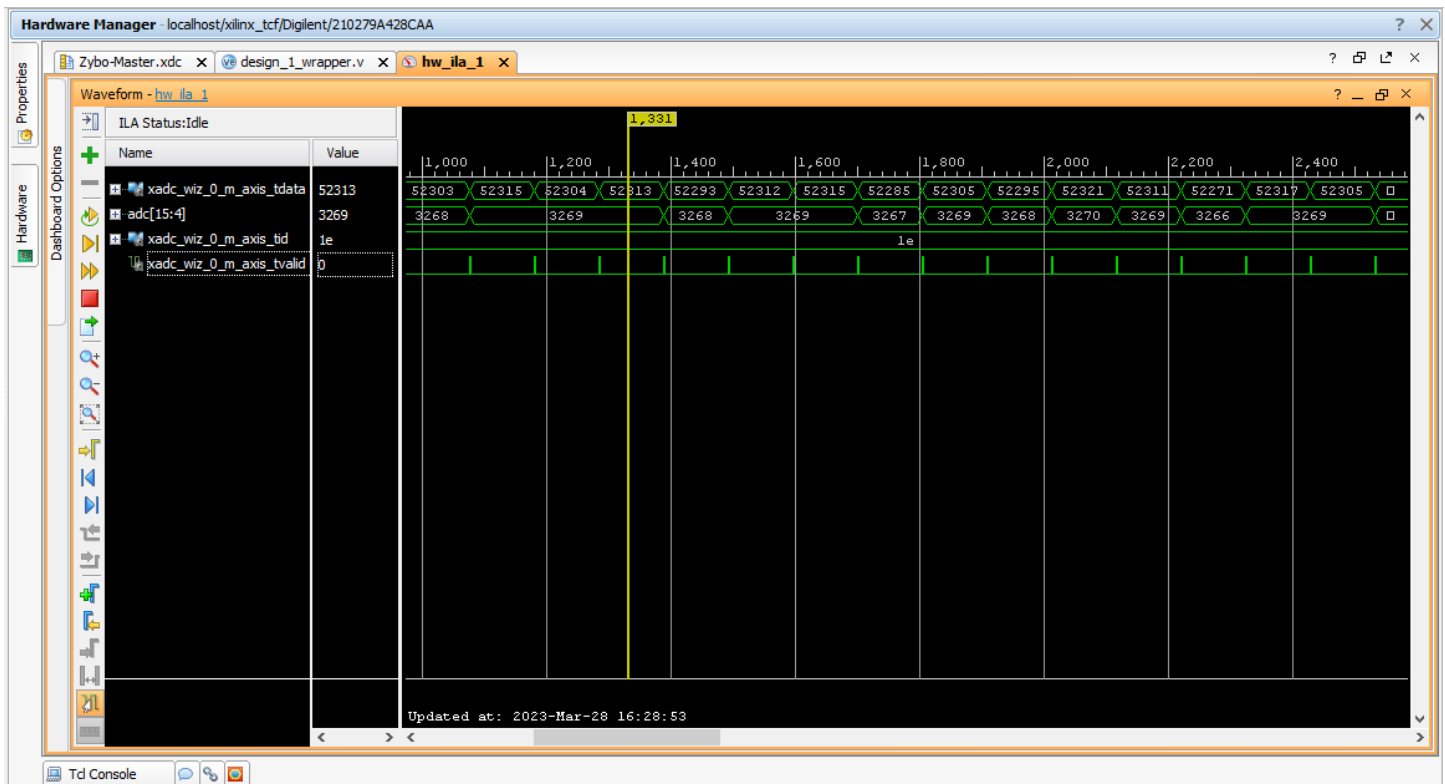 Hardware Manager - localhost/xilinx_tcf/Digilent/210279A428CAA
Properties
Hardware
Zybo-Master.xdc
design_1_wrapper.v
hw_ila_1
Dashboard Options
Waveform - hw_ila_1
ILA Status:Idle
Name Value
xadc_wiz_0_m_axis_tdata 52313
adc[15:4] 3269
xadc_wiz_0_m_axis_tid 1e
xadc_wiz_0_m_axis_tvalid 0
1,331
1,000 1,200 1,400 1,600 1,800 2,000 2,200 2,400
52303 52315 52304 52313 52293 52312 52315 52285 52305 52295 52321 52311 52271 52317 52305
3268 3269 3268 3269 3267 3269 3268 3270 3269 3266 3269
1e
Updated at: 2023-Mar-28 16:28:53
Tcl Console